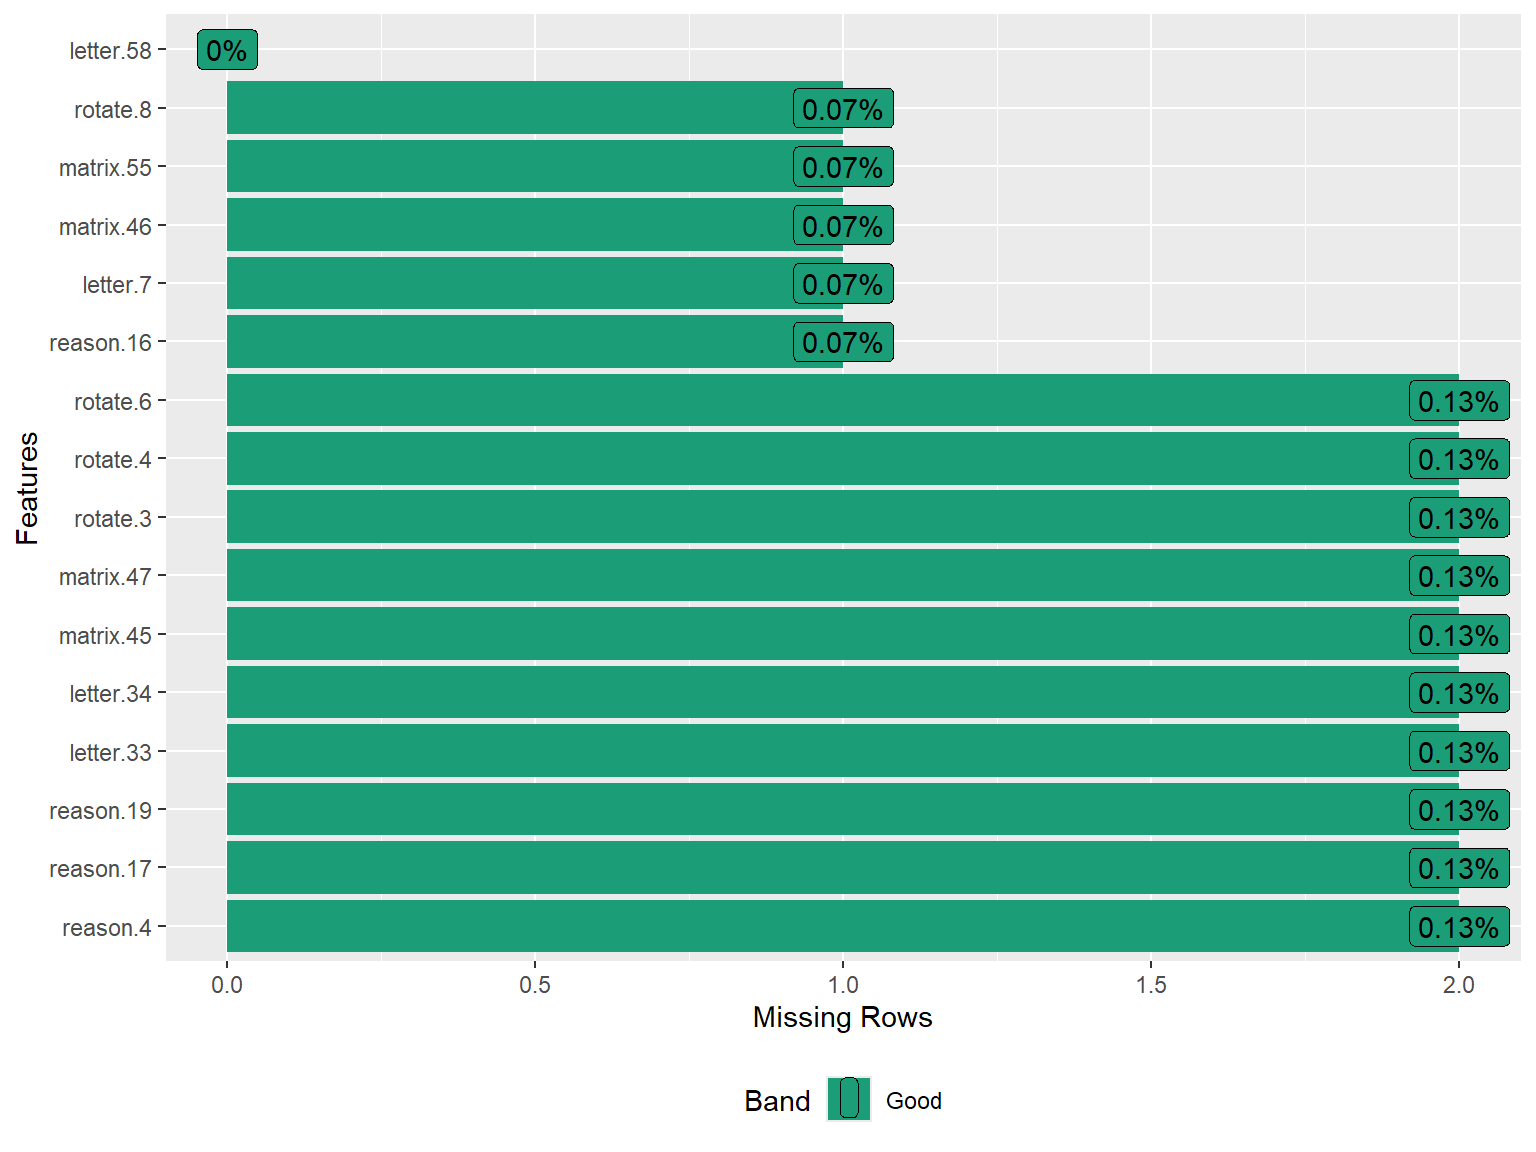 letter.58 0%
rotate.8 0.07%
matrix.55 0.07%
matrix.46 0.07%
letter.7 0.07%
reason.16 0.07%
rotate.6 0.13%
rotate.4 0.13%
rotate.3 0.13%
matrix.47 0.13%
matrix.45 0.13%
letter.34 0.13%
letter.33 0.13%
reason.19 0.13%
reason.17 0.13%
reason.4 0.13%
Features
0.0 0.5 1.0 1.5 2.0
Missing Rows
Band Good